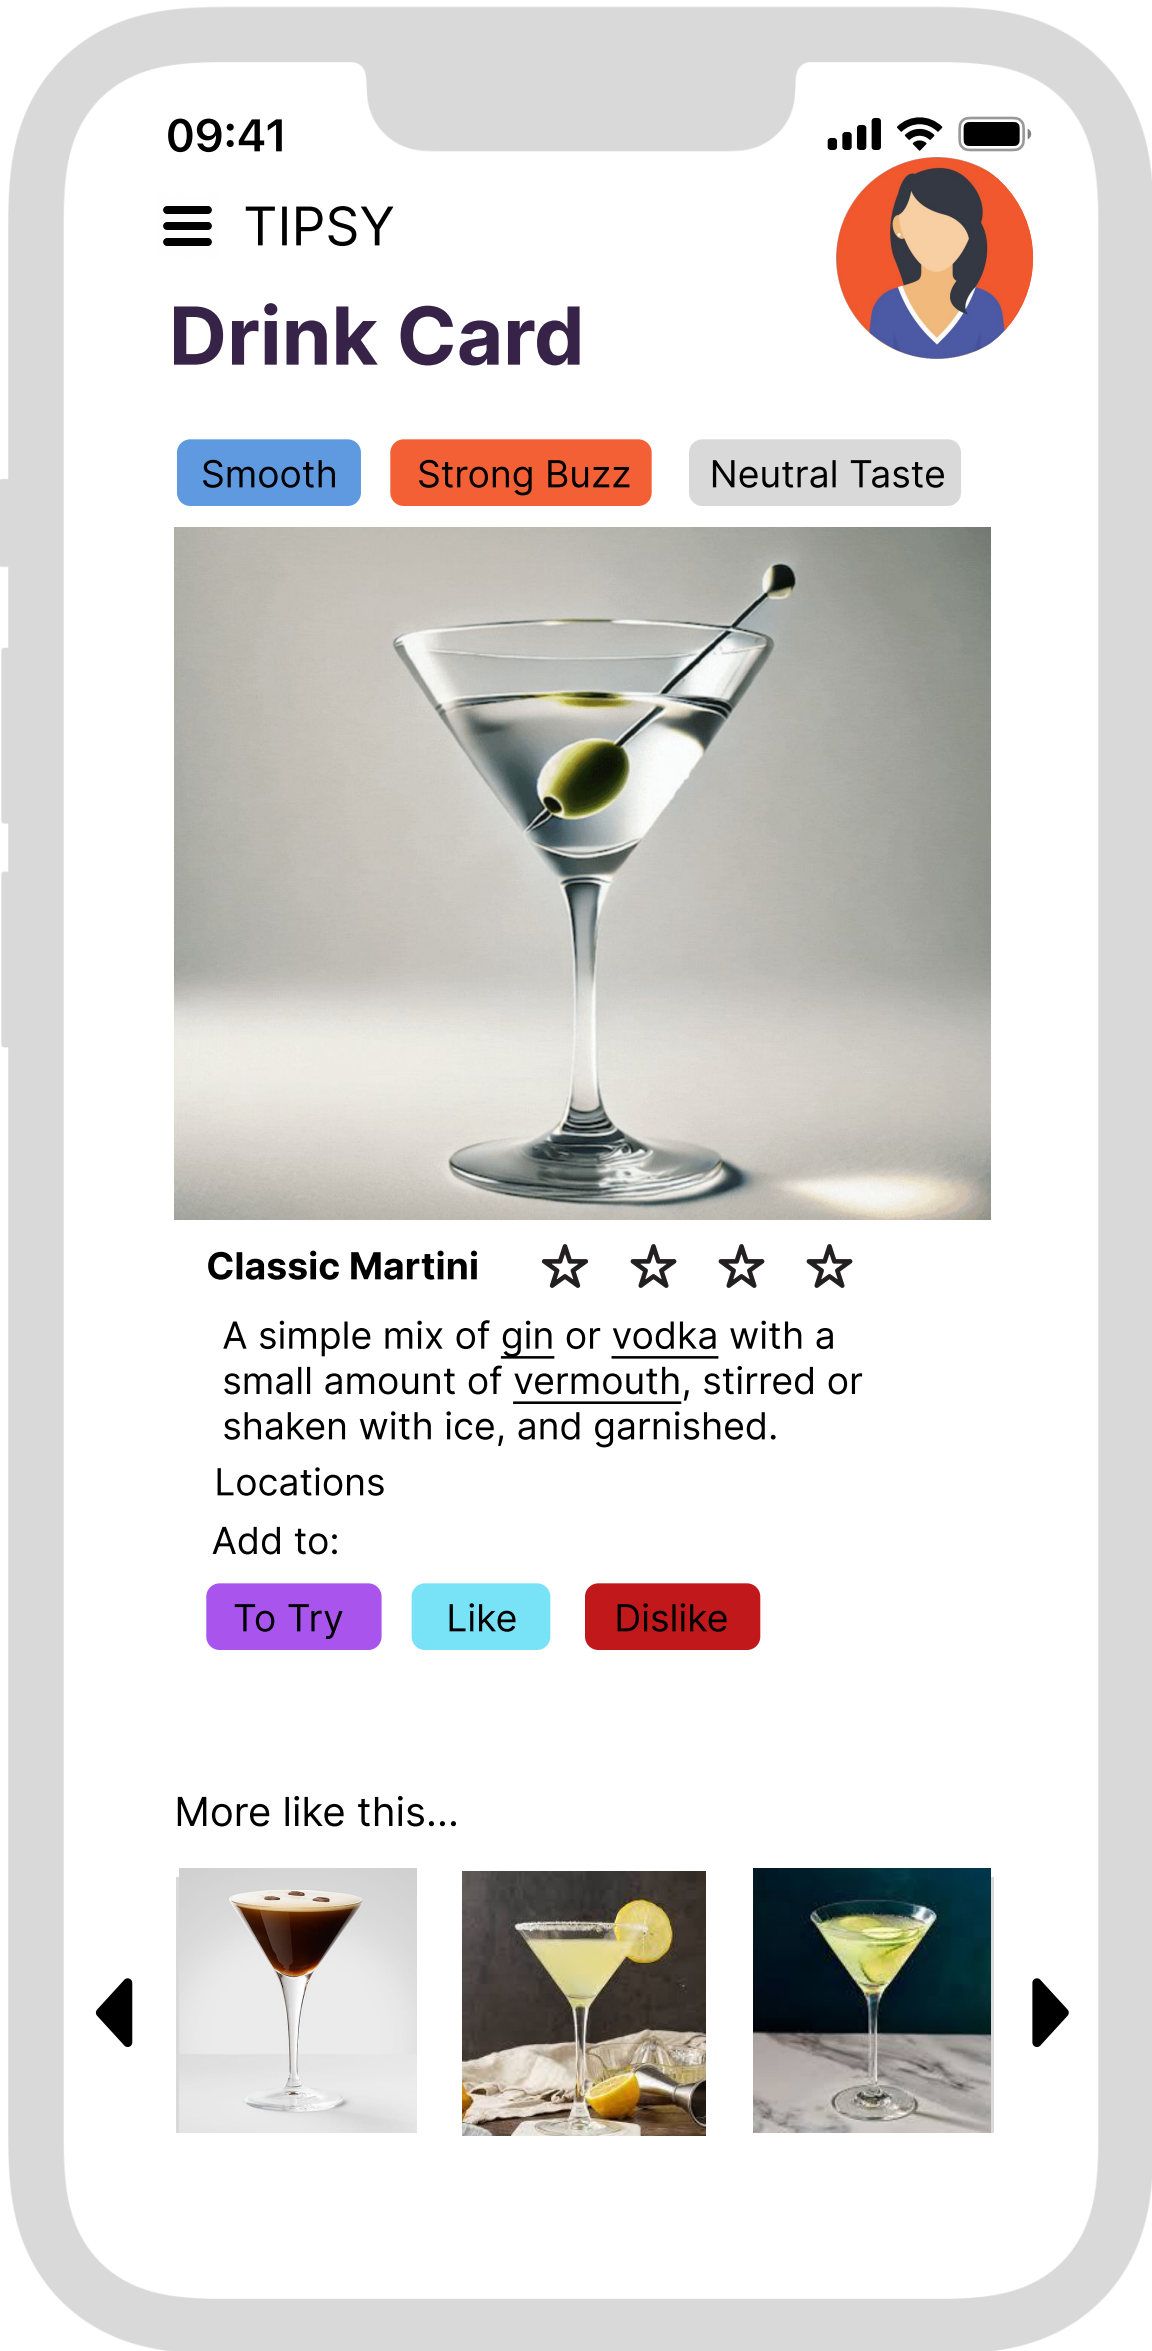 09:41
TIPSY
Drink Card
Smooth
Strong Buzz
Neutral Taste
Classic Martini
A simple mix of gin or vodka with a
small amount of vermouth, stirred or
shaken with ice, and garnished.
Locations
Add to:
To Try
Like
Dislike
More like this...